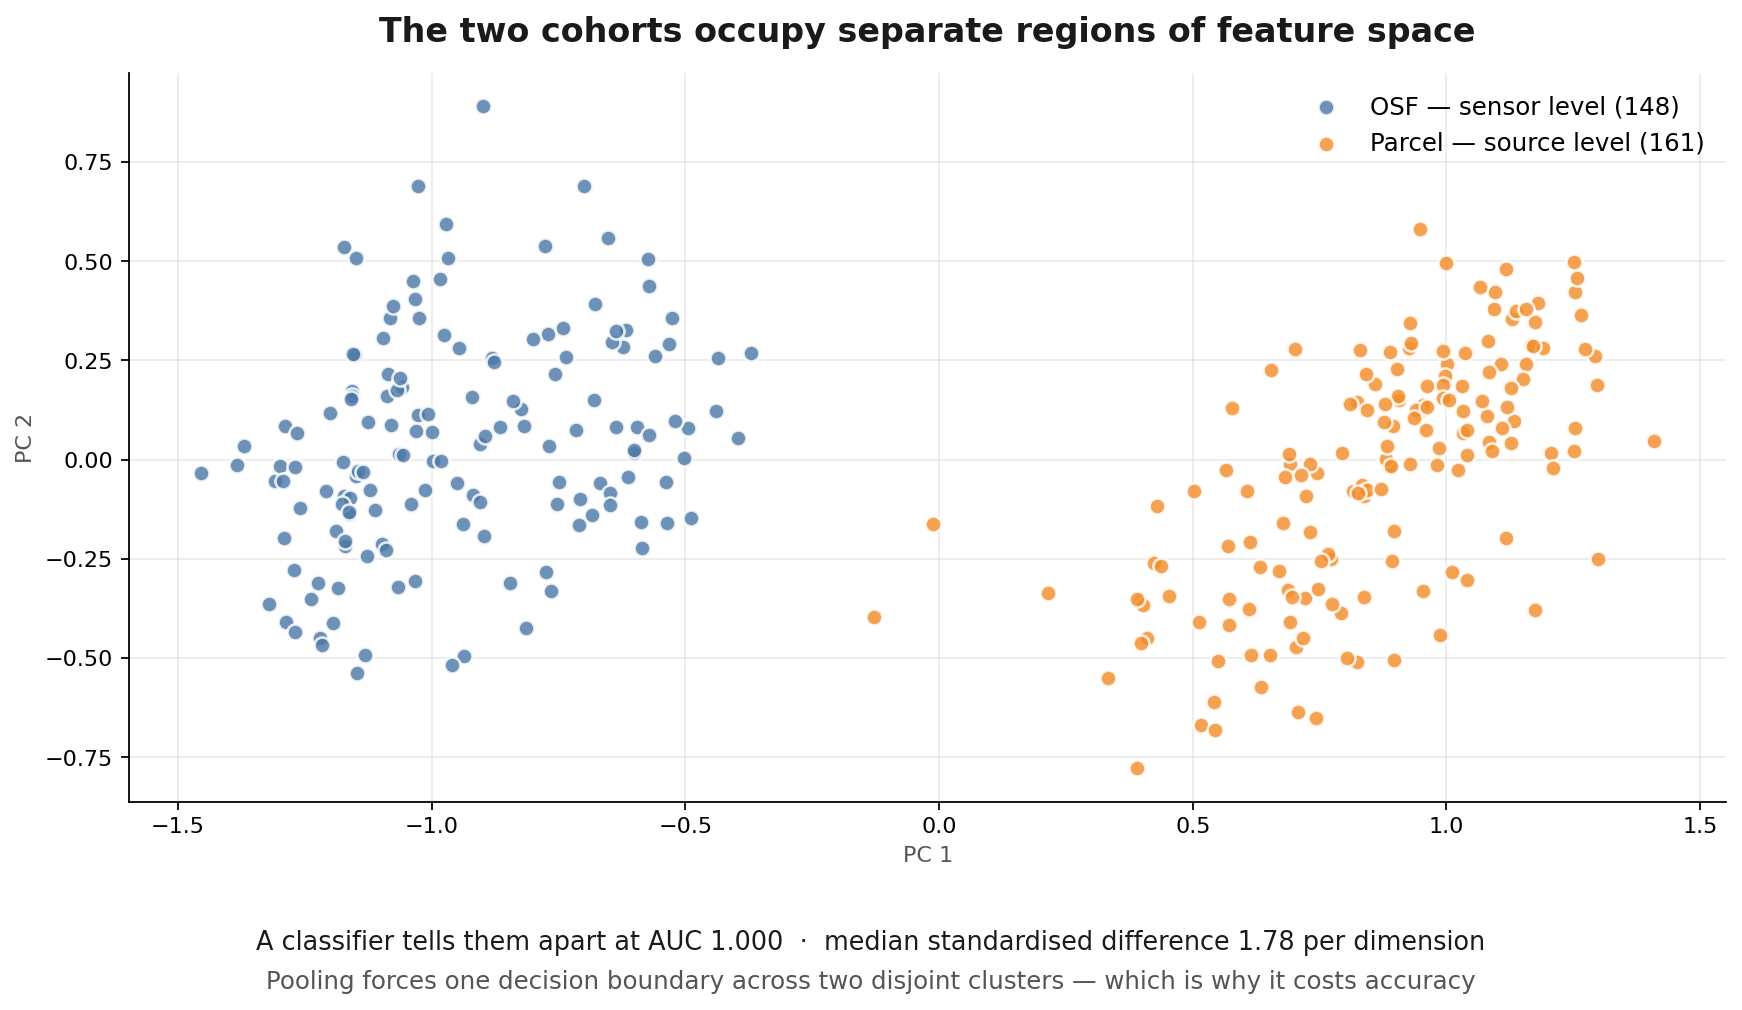 The two cohorts occupy separate regions of feature space
OSF — sensor level (148)
Parcel — source level (161)
0.75
0.50
0.25
0.00
−0.25
−0.50
−0.75
PC 2
−1.5
−1.0
−0.5
0.0
0.5
1.0
1.5
PC 1
A classifier tells them apart at AUC 1.000 · median standardised difference 1.78 per dimension
Pooling forces one decision boundary across two disjoint clusters — which is why it costs accuracy